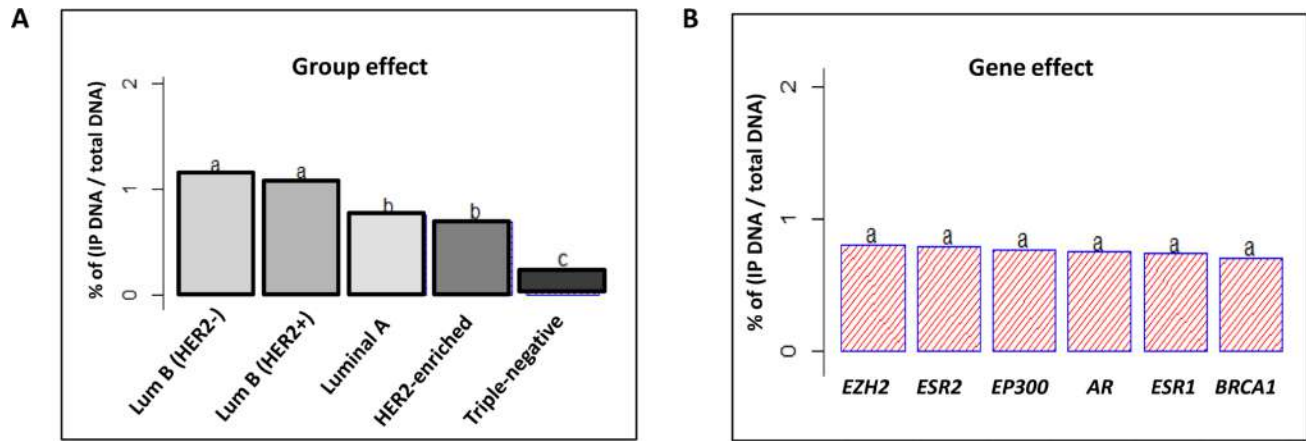 A
Group effect
% of (IP DNA / total DNA)
2
1
0
a
a
b
b
c
Lum B (HER2-)
Lum B (HER2+)
Luminal A
HER2-enriched
Triple-negative
B
Gene effect
% of (IP DNA / total DNA)
2
1
0
a
a
a
a
a
a
EZH2 ESR2 EP300 AR ESR1 BRCA1